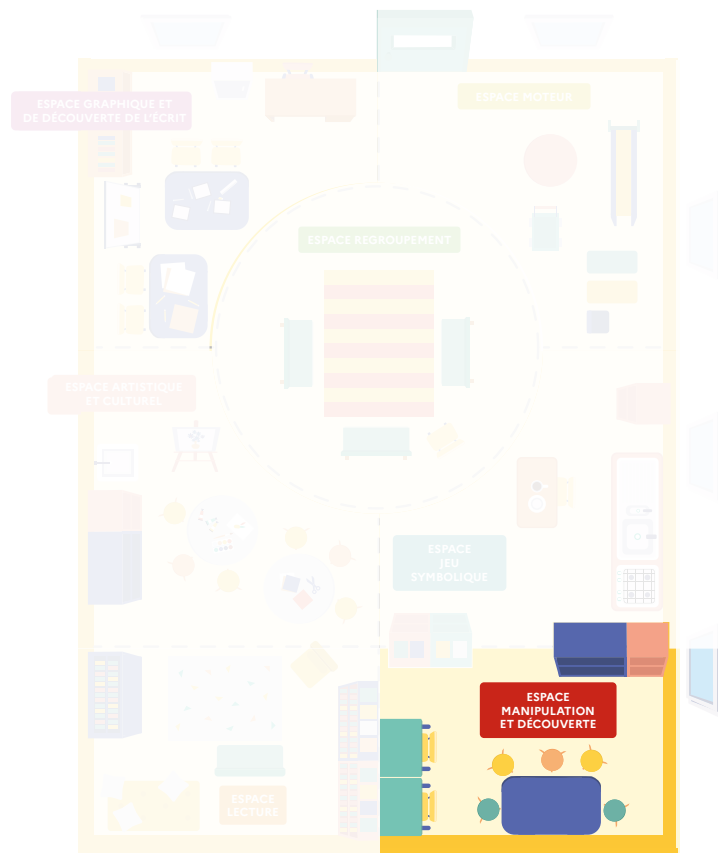 ESPACE GRAPHIQUE ET
DE DÉCOUVERTE DE L'ÉCRIT
ESPACE MOTEUR
ESPACE REGROUPEMENT
ESPACE ARTISTIQUE
ET CULTUREL
ESPACE
JEU
SYMBOLIQUE
ESPACE
MANIPULATION
ET DÉCOUVERTE
ESPACE
LECTURE